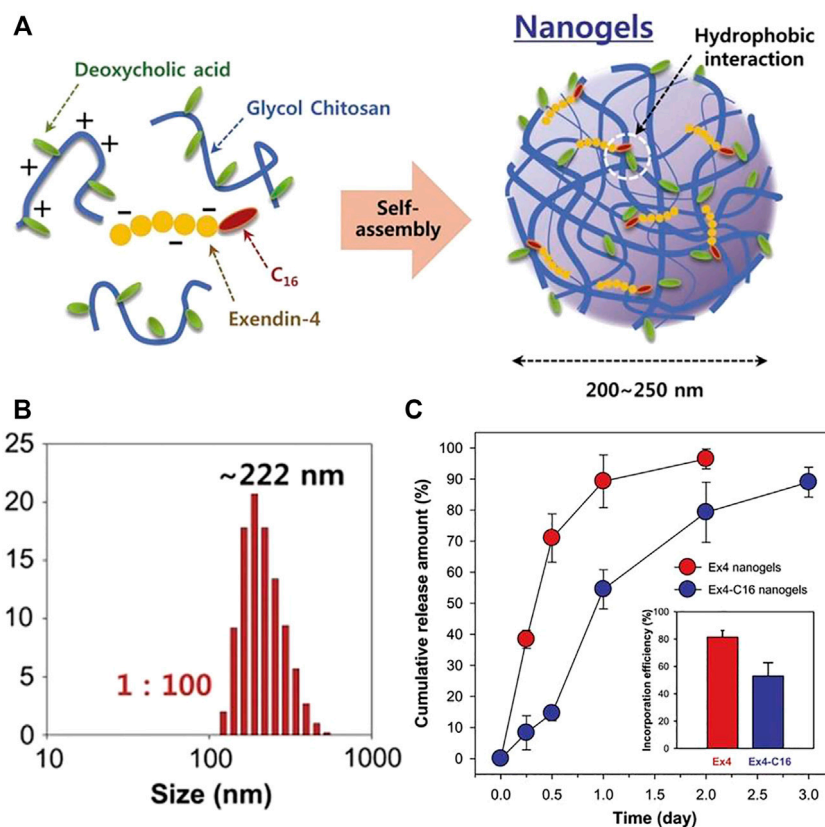 A
Nanogels
Deoxycholic acid
Hydrophobic
interaction
Glycol Chitosan
+
+
+
+
-
-
-
Self-
assembly
C16
Exendin-4
200~250 nm
B
25
20
15
10
5
0
~222 nm
1 : 100
10
100
1000
Size (nm)
C
Cumulative release amount (%)
100
90
80
70
60
50
40
30
20
10
0
Ex4 nanogels
Ex4-C16 nanogels
Incorporation efficiency (%)
100
80
60
40
20
0
Ex4
Ex4-C16
0.0
0.5
1.0
1.5
2.0
2.5
3.0
Time (day)